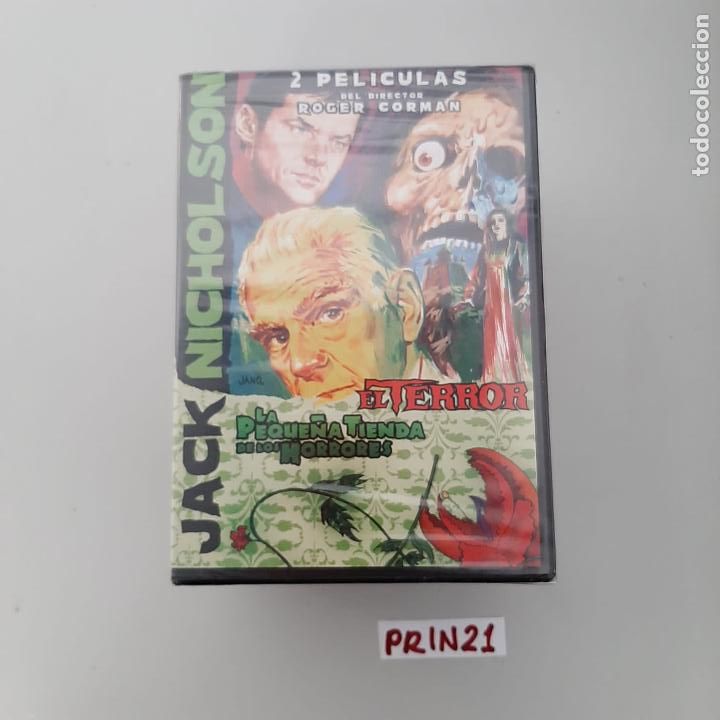 2 PELICULAS
DEL DIRECTOR
ROGER CORMAN
JACK NICHOLSON
JANO.
EL TERROR
LA
PEQUEÑA TIENDA
DE LOS HORRORES
PRIN21
todocoleccion